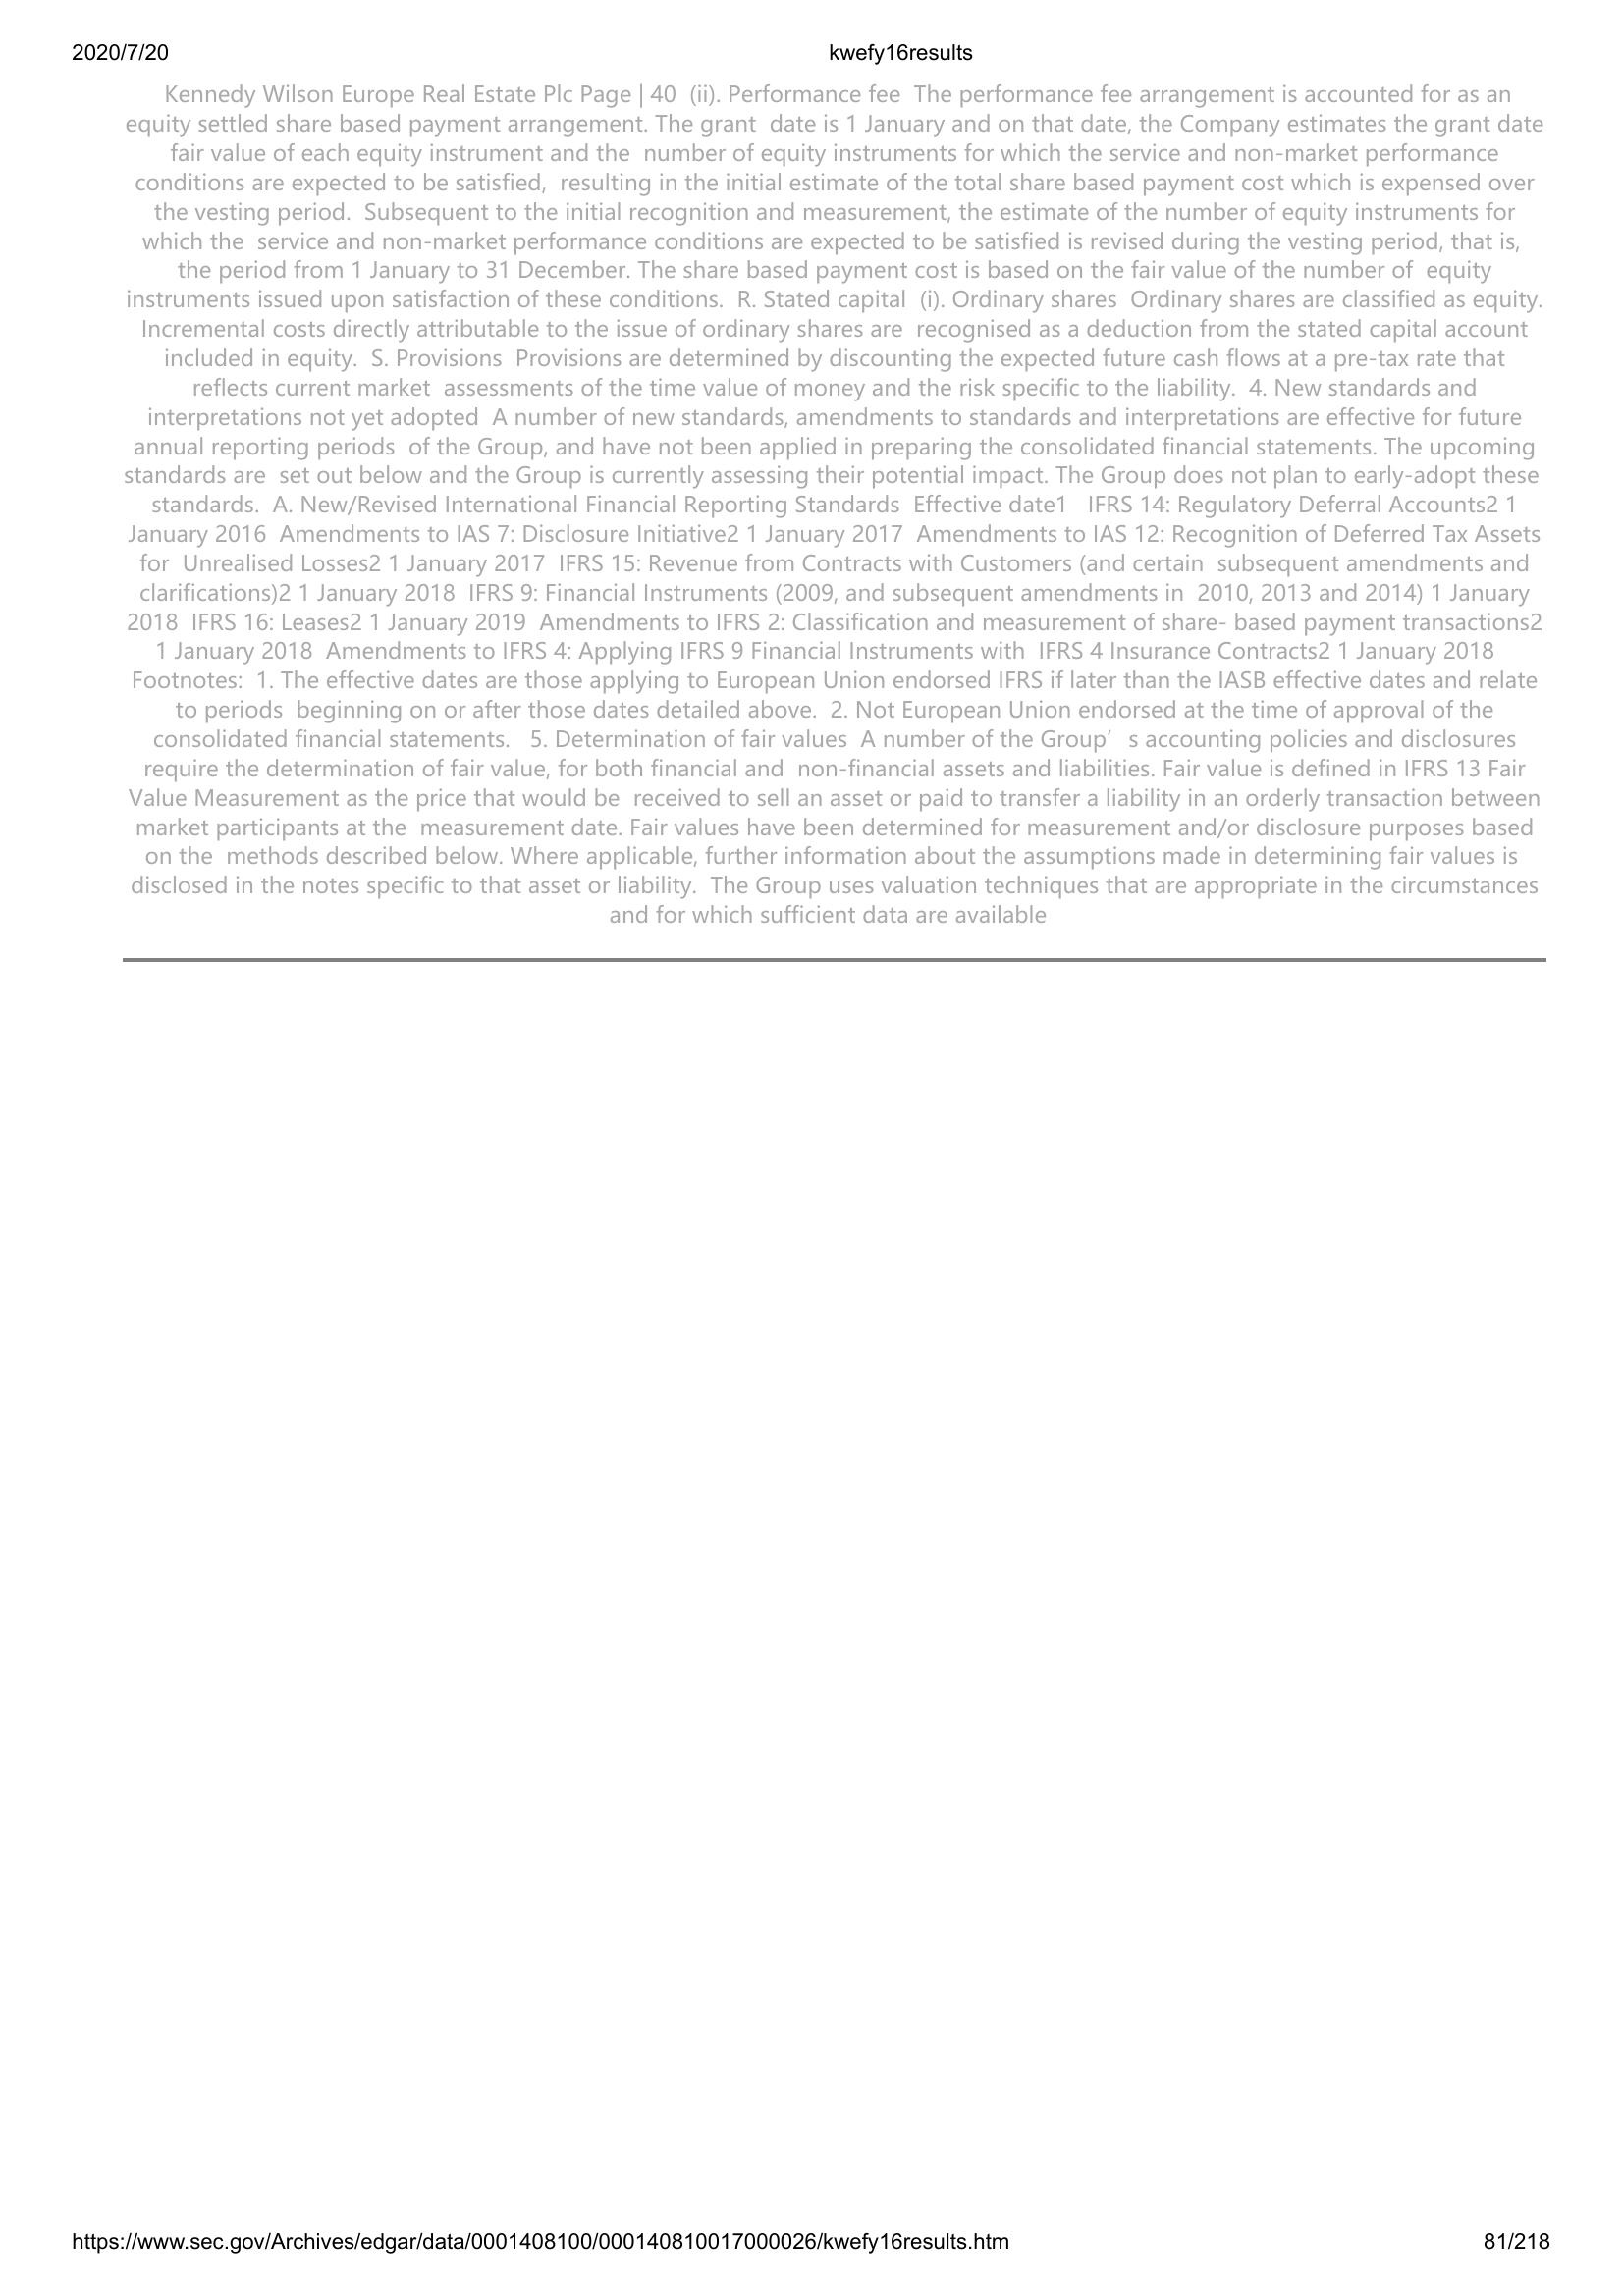 2020/7/20 kwefy16results
Kennedy Wilson Europe Real Estate Plc Page | 40 (ii). Performance fee The performance fee arrangement is accounted for as an
equity settled share based payment arrangement. The grant date is 1 January and on that date, the Company estimates the grant date
fair value of each equity instrument and the number of equity instruments for which the service and non-market performance
conditions are expected to be satisfied, resulting in the initial estimate of the total share based payment cost which is expensed over
the vesting period. Subsequent to the initial recognition and measurement, the estimate of the number of equity instruments for
which the service and non-market performance conditions are expected to be satisfied is revised during the vesting period, that is,
the period from 1 January to 31 December. The share based payment cost is based on the fair value of the number of equity
instruments issued upon satisfaction of these conditions. R. Stated capital (i). Ordinary shares Ordinary shares are classified as equity.
Incremental costs directly attributable to the issue of ordinary shares are recognised as a deduction from the stated capital account
included in equity. S. Provisions Provisions are determined by discounting the expected future cash flows at a pre-tax rate that
reflects current market assessments of the time value of money and the risk specific to the liability. 4. New standards and
interpretations not yet adopted A number of new standards, amendments to standards and interpretations are effective for future
annual reporting periods of the Group, and have not been applied in preparing the consolidated financial statements. The upcoming
standards are set out below and the Group is currently assessing their potential impact. The Group does not plan to early-adopt these
standards. A. New/Revised International Financial Reporting Standards Effective date1 IFRS 14: Regulatory Deferral Accounts2 1
January 2016 Amendments to IAS 7: Disclosure Initiative2 1 January 2017 Amendments to IAS 12: Recognition of Deferred Tax Assets
for Unrealised Losses2 1 January 2017 IFRS 15: Revenue from Contracts with Customers (and certain subsequent amendments and
clarifications)2 1 January 2018 IFRS 9: Financial Instruments (2009, and subsequent amendments in 2010, 2013 and 2014) 1 January
2018 IFRS 16: Leases2 1 January 2019 Amendments to IFRS 2: Classification and measurement of share- based payment transactions2
1 January 2018 Amendments to IFRS 4: Applying IFRS 9 Financial Instruments with IFRS 4 Insurance Contracts2 1 January 2018
Footnotes: 1. The effective dates are those applying to European Union endorsed IFRS if later than the IASB effective dates and relate
to periods beginning on or after those dates detailed above. 2. Not European Union endorsed at the time of approval of the
consolidated financial statements. 5. Determination of fair values A number of the Group’ s accounting policies and disclosures
require the determination of fair value, for both financial and non-financial assets and liabilities. Fair value is defined in IFRS 13 Fair
Value Measurement as the price that would be received to sell an asset or paid to transfer a liability in an orderly transaction between
market participants at the measurement date. Fair values have been determined for measurement and/or disclosure purposes based
on the methods described below. Where applicable, further information about the assumptions made in determining fair values is
disclosed in the notes specific to that asset or liability. The Group uses valuation techniques that are appropriate in the circumstances
and for which sufficient data are available
https://www.sec.gov/Archives/edgar/data/0001408100/000140810017000026/kwefy16results.htm 81/218